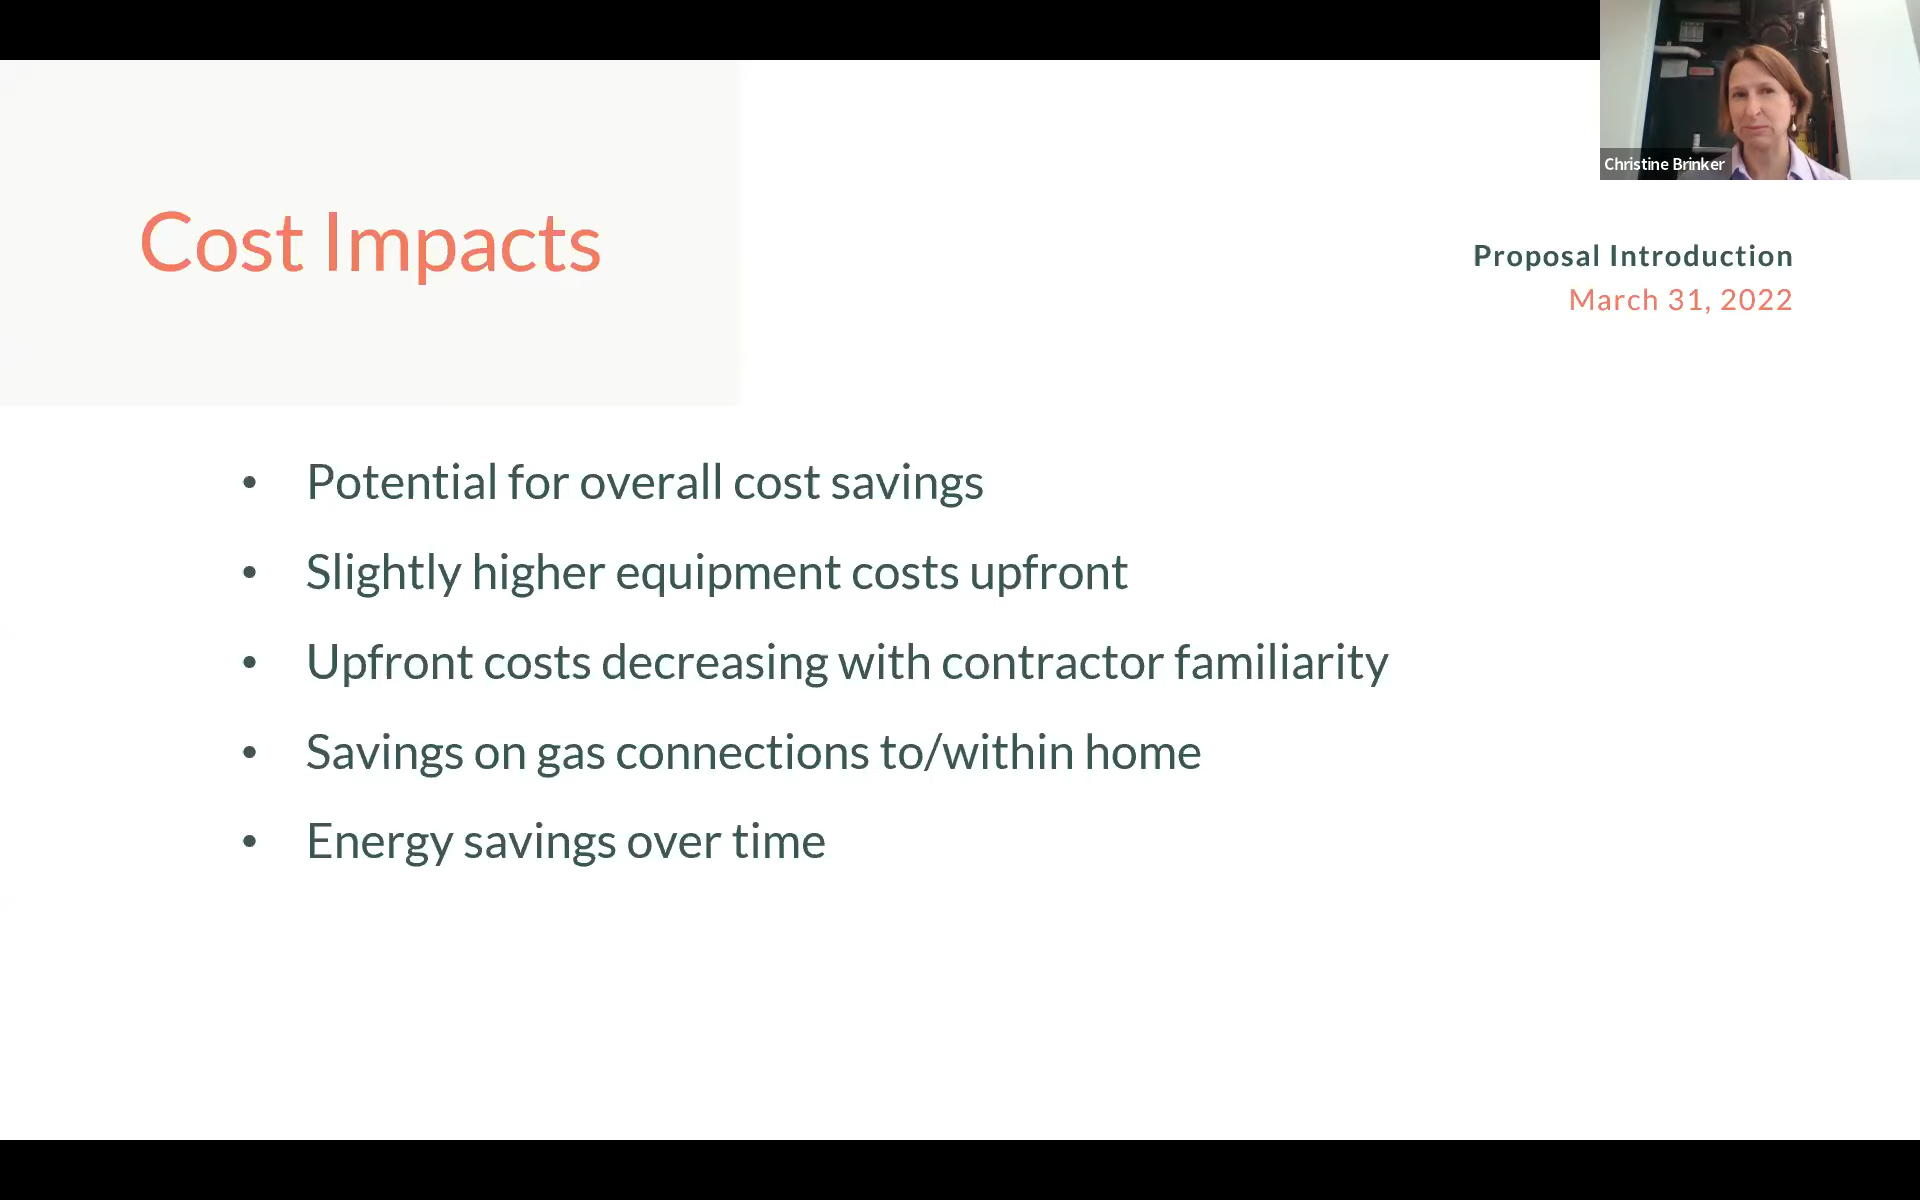 Christine Brinker
Cost Impacts
Proposal Introduction
March 31, 2022
• Potential for overall cost savings
• Slightly higher equipment costs upfront
• Upfront costs decreasing with contractor familiarity
• Savings on gas connections to/within home
• Energy savings over time